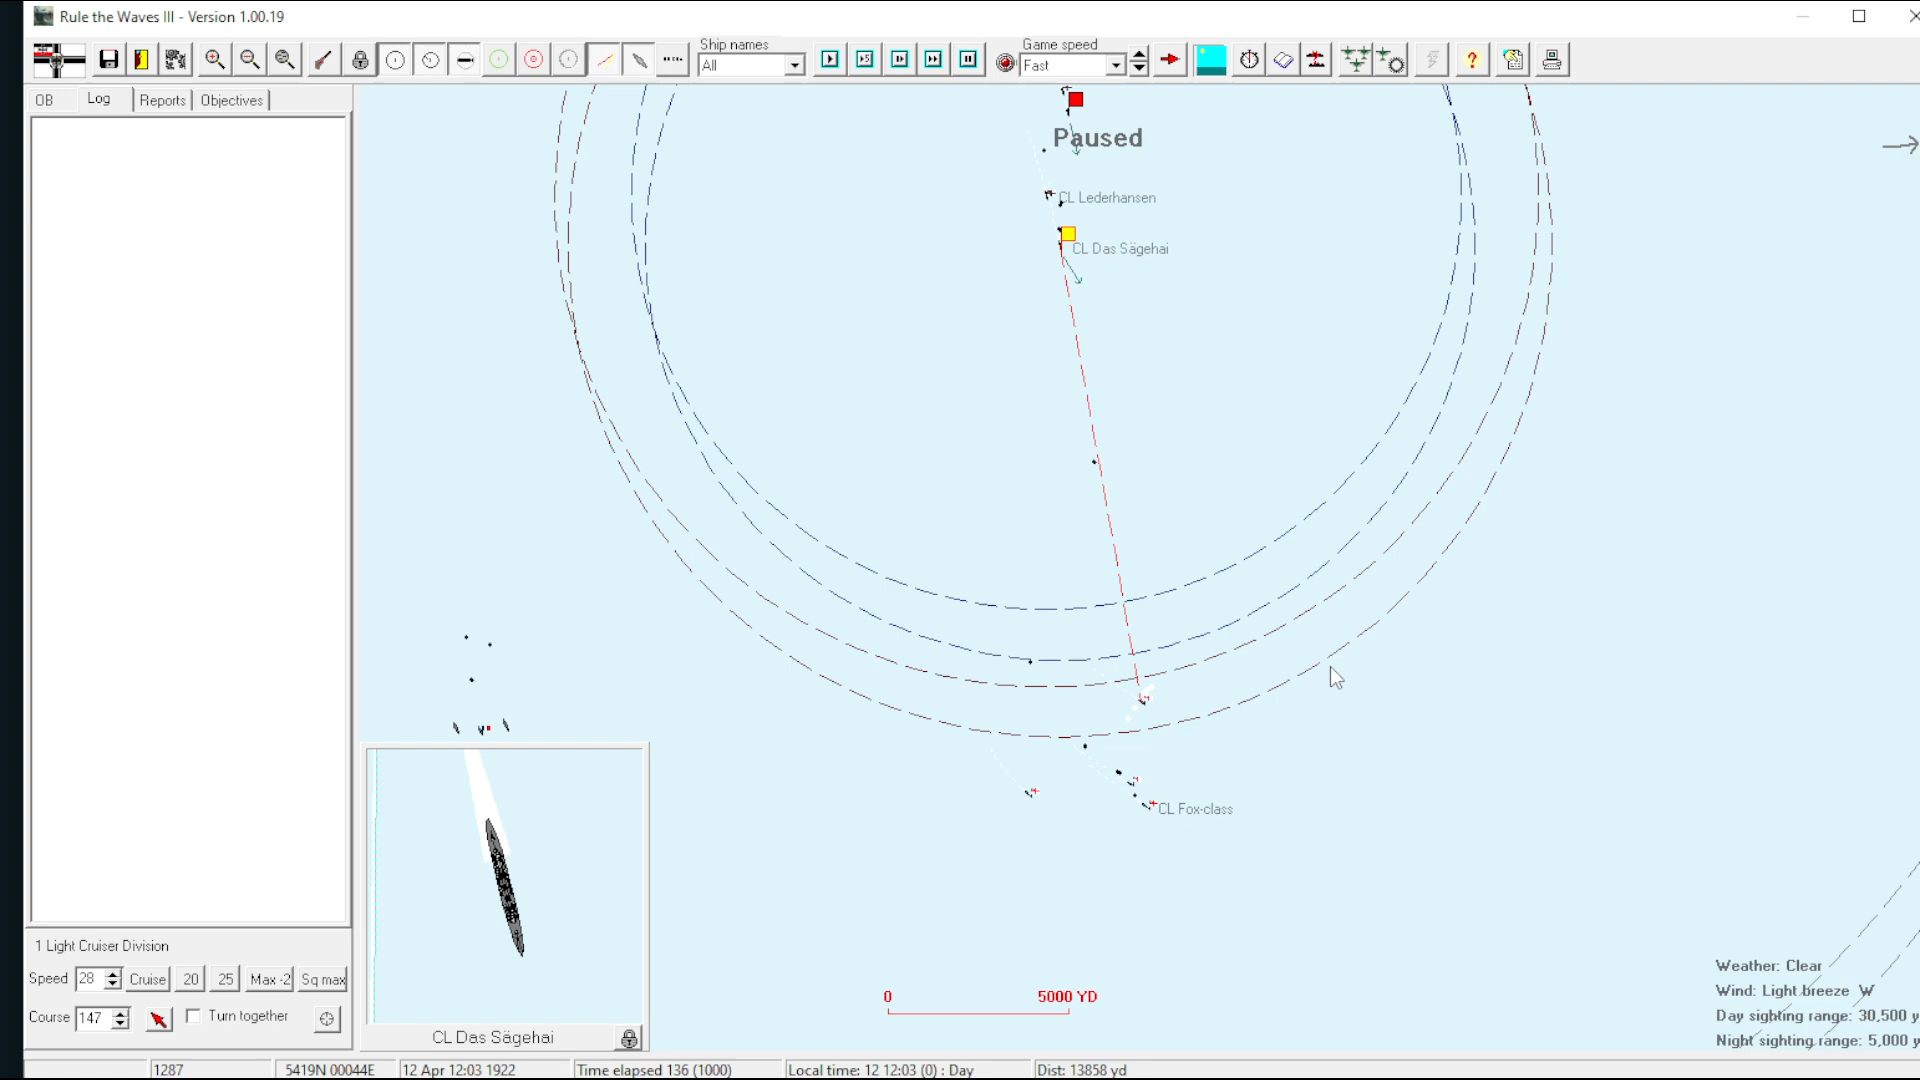 Rule the Waves III - Version 1.00.19
Ship names
All
Game speed
Fast
OB
Log
Reports
Objectives
Paused
CL Lederhansen
CL Das Sägehai
CL Fox-class
0
5000 YD
Weather: Clear
Wind: Light breeze W
Day sighting range: 30,500 y
Night sighting range: 5,000 y
1 Light Cruiser Division
Speed
28
Cruise
20
25
Max -2
Sq max
Course
147
Turn together
CL Das Sägehai
1287
5419N 00044E
12 Apr 12:03 1922
Time elapsed 136 (1000)
Local time: 12 12:03 (0) : Day
Dist: 13858 yd